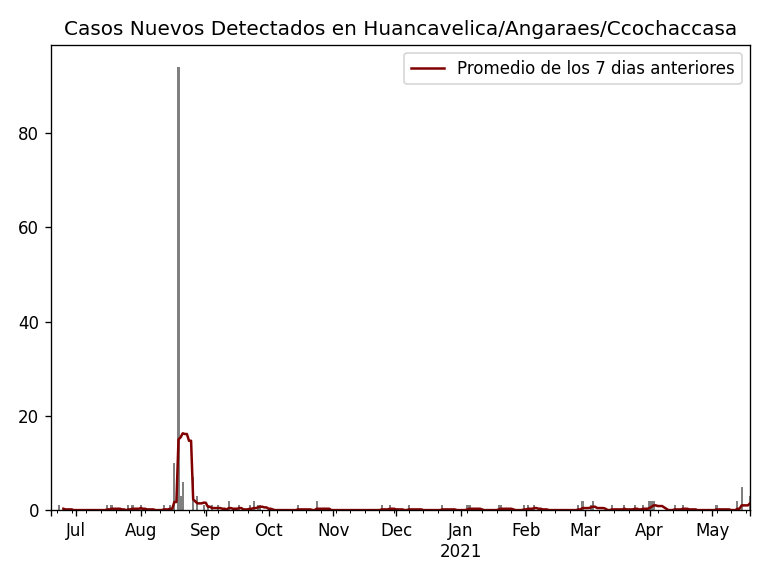 Casos Nuevos Detectados en Huancavelica/Angaraes/Ccochaccasa
Promedio de los 7 dias anteriores
80
60
40
20
0
Jul Aug Sep Oct Nov Dec Jan Feb Mar Apr May
2021